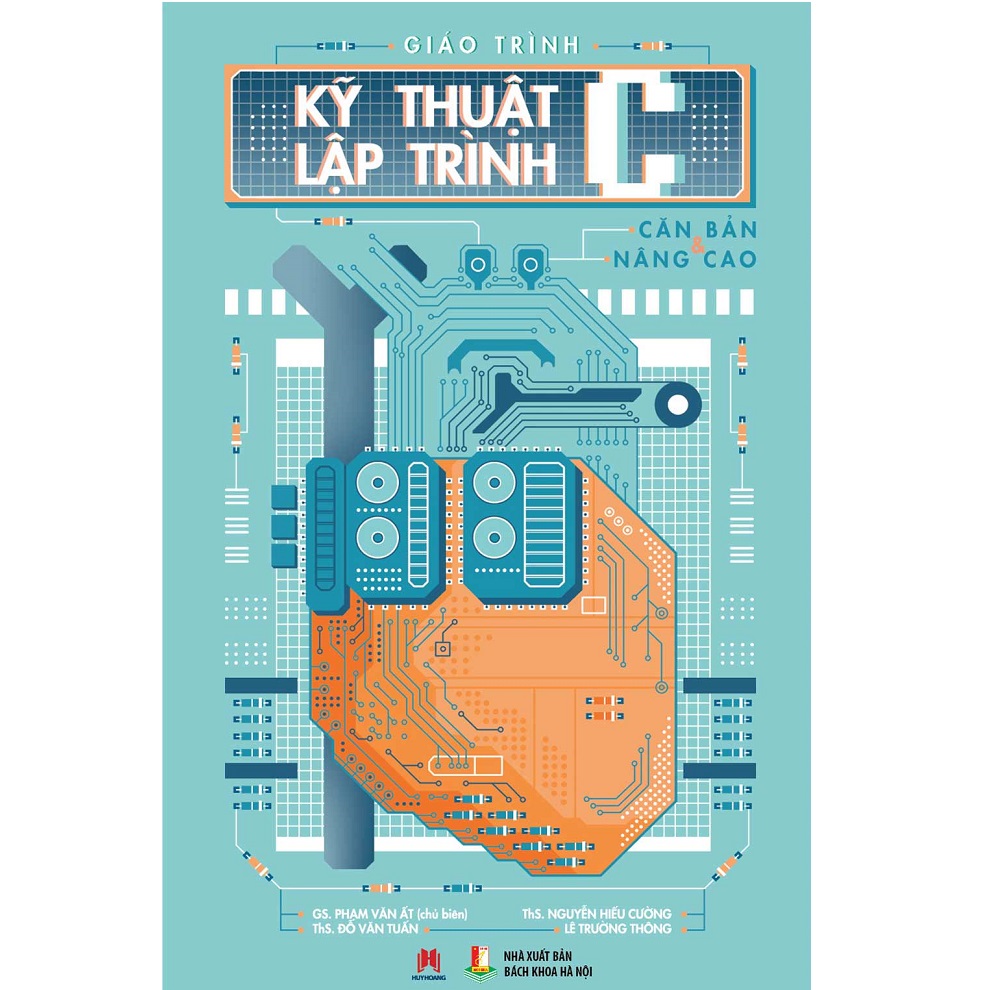 GIÁO TRÌNH
KỸ THUẬT
LẬP TRÌNH
C
CĂN BẢN
&
NÂNG CAO
GS. PHẠM VĂN ẤT (chủ biên)
ThS. NGUYỄN HIẾU CƯỜNG
ThS. ĐỖ VĂN TUẤN
LÊ TRƯỜNG THÔNG
HUYHOANG
NHÀ XUẤT BẢN
BÁCH KHOA HÀ NỘI